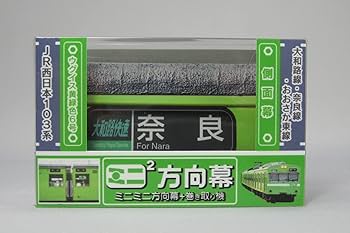 JR西日本103系
ウグイス黄緑色6号
大和路快速
奈良
For Nara
側面幕
大和路線・奈良線
おおさか東線
ミニ²方向幕
ミニミニ方向幕+巻き取り機